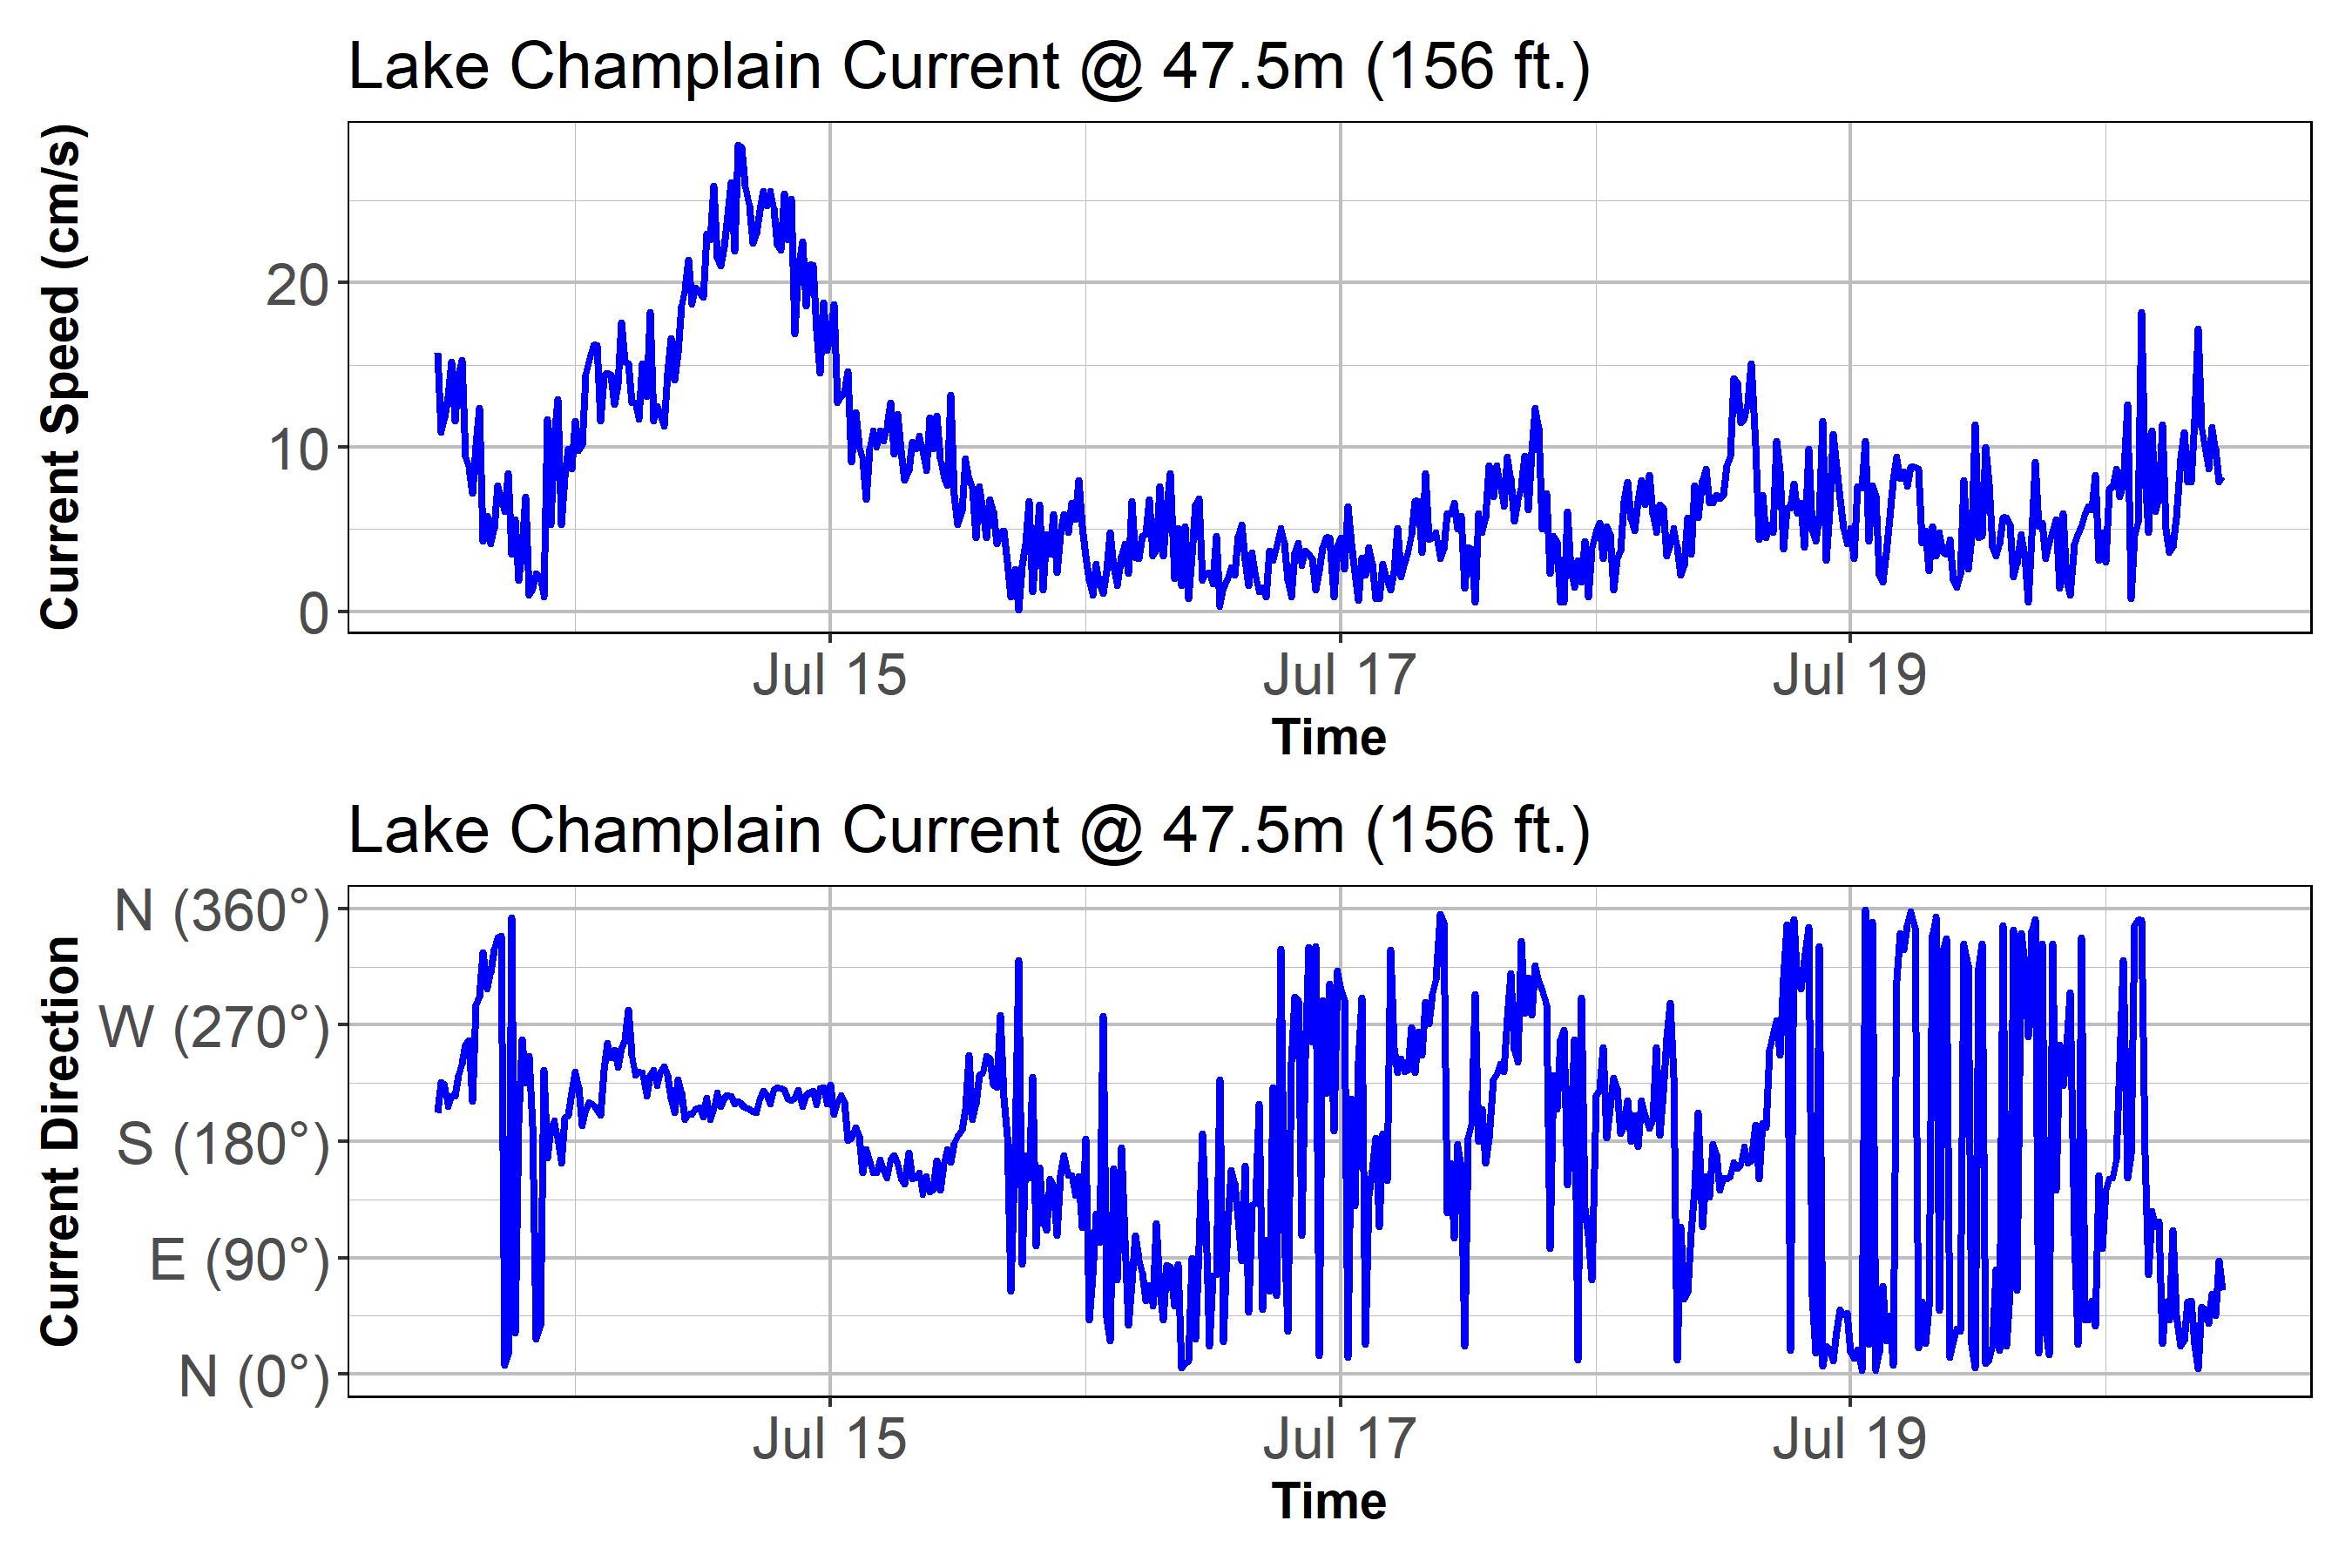 Lake Champlain Current @ 47.5m (156 ft.)
Current Speed (cm/s)
20
10
0
Jul 15 Jul 17 Jul 19
Time
Lake Champlain Current @ 47.5m (156 ft.)
Current Direction
N (360°)
W (270°)
S (180°)
E (90°)
N (0°)
Jul 15 Jul 17 Jul 19
Time